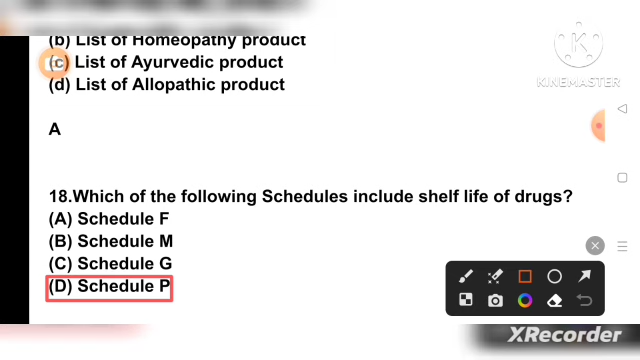 (b) List of Homeopathy product
(c) List of Ayurvedic product
(d) List of Allopathic product
A
18.Which of the following Schedules include shelf life of drugs?
(A) Schedule F
(B) Schedule M
(C) Schedule G
(D) Schedule P
KINEMASTER
XRecorder